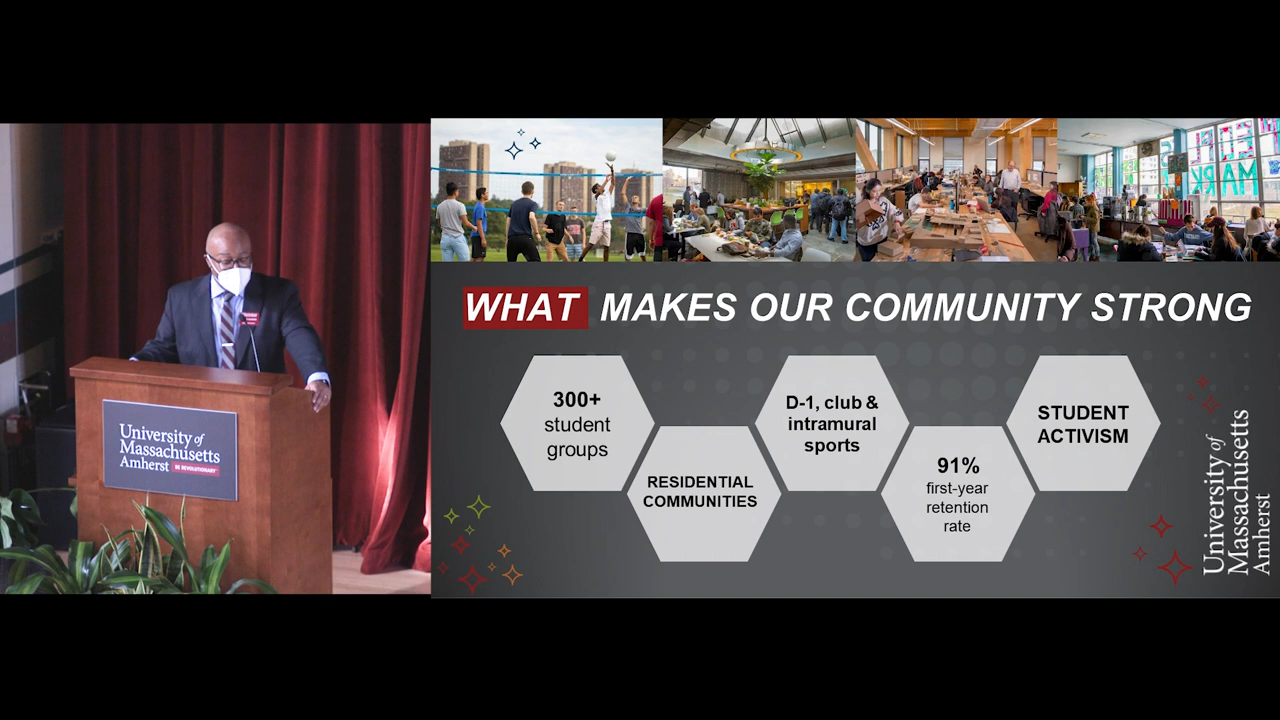 WHAT MAKES OUR COMMUNITY STRONG
300+
student
groups
RESIDENTIAL
COMMUNITIES
D-1, club &
intramural
sports
91%
first-year
retention
rate
STUDENT
ACTIVISM
University of
Massachusetts
Amherst
University of
Massachusetts
Amherst BE REVOLUTIONARY